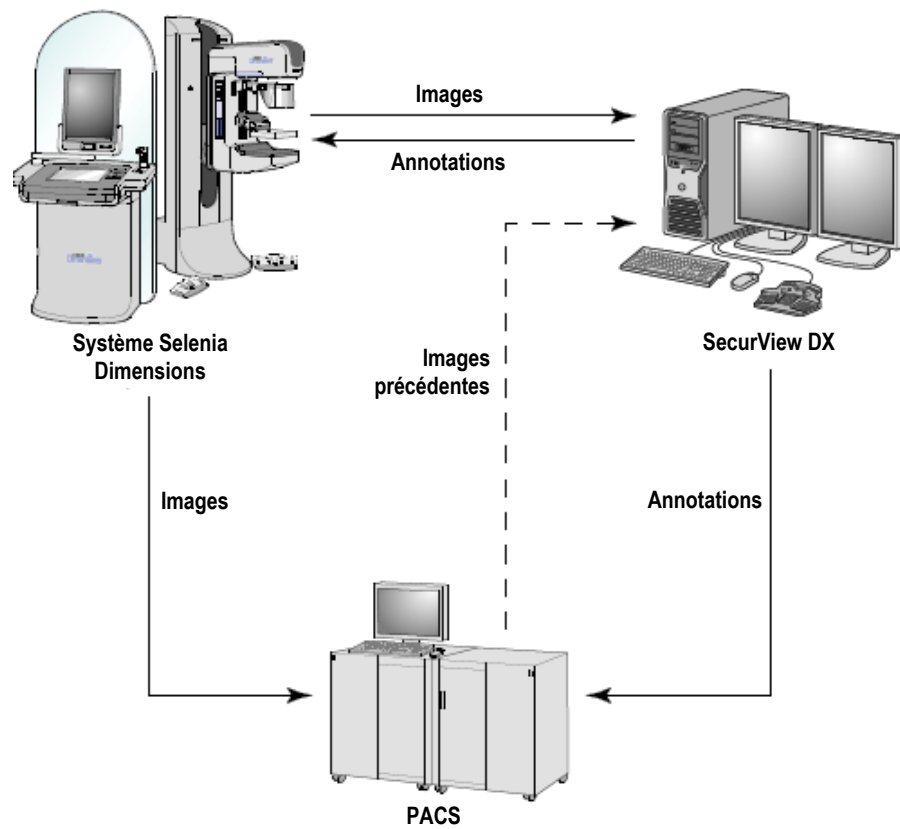 Images
Annotations
Système Selenia
Dimensions
SecurView DX
Images
précédentes
Images
Annotations
PACS